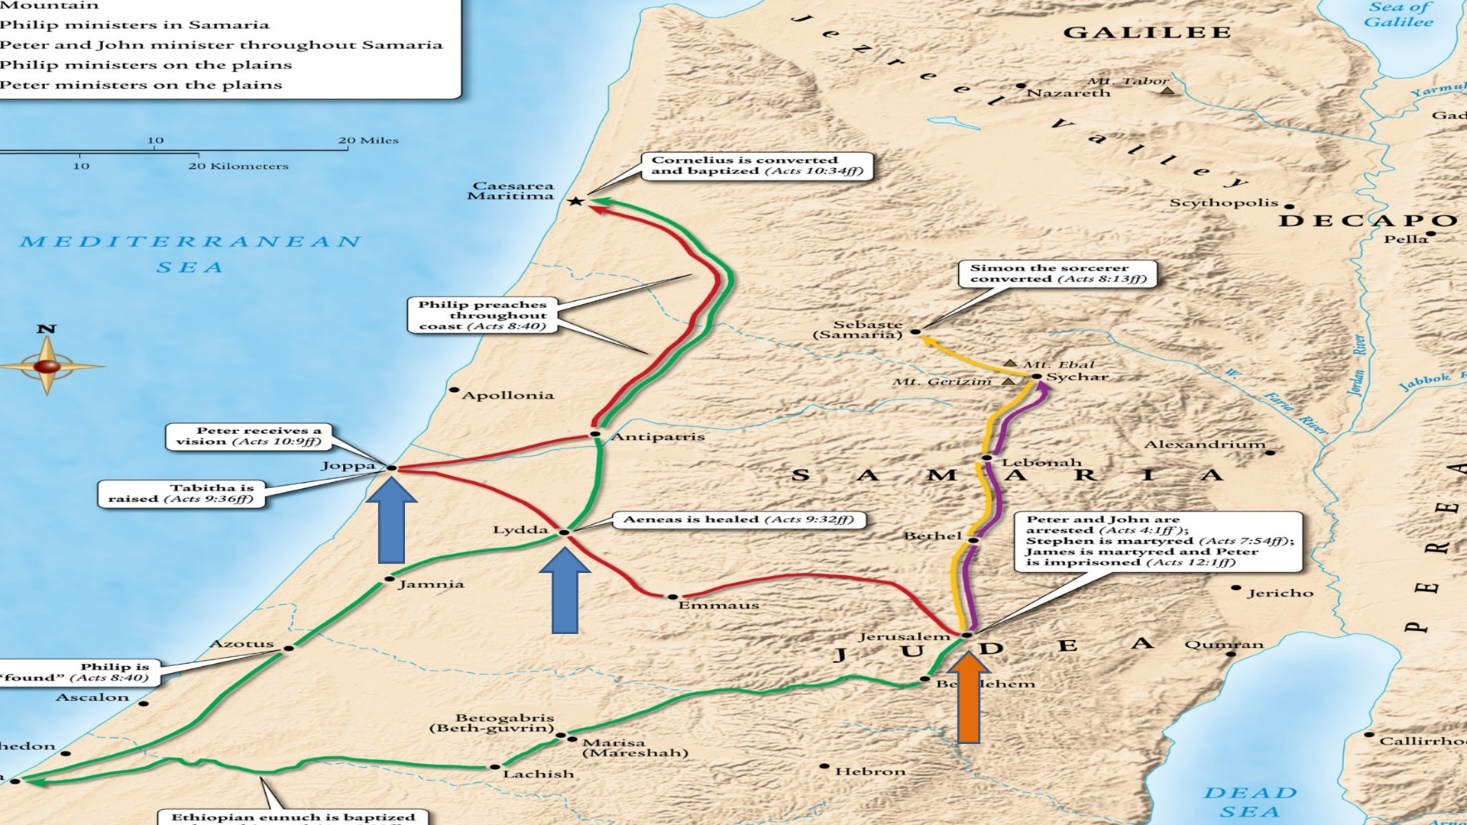 Mountain
Philip ministers in Samaria
Peter and John minister throughout Samaria
Philip ministers on the plains
Peter ministers on the plains
10
20 Miles
10
20 Kilometers
Sea of
Galilee
GALILEE
Jezreel Valley
Mt. Tabor
Nazareth
Yarmuk
Gad
Cornelius is converted
and baptized (Acts 10:34ff)
Caesarea
Maritima
Scythopolis
DECAPO
Pella
MEDITERRANEAN
SEA
Simon the sorcerer
converted (Acts 8:13ff)
Philip preaches
throughout
coast (Acts 8:40)
N
Sebaste
(Samaria)
Mt. Ebal
Mt. Gerizim
Sychar
Jordan River
W. Faria River
Jabbok
Apollonia
Peter receives a
vision (Acts 10:9ff)
Antipatris
Alexandrium
Joppa
Lebonah
SAMARIA
Tabitha is
raised (Acts 9:36ff)
Lydda
Aeneas is healed (Acts 9:32ff)
Bethel
Peter and John are
arrested (Acts 4:1ff);
Stephen is martyred (Acts 7:54ff);
James is martyred and Peter
is imprisoned (Acts 12:1ff)
PEREA
Jamnia
Emmaus
Jericho
Jerusalem
Azotus
JUDEA
Qumran
Philip is
"found" (Acts 8:40)
Be lehem
Ascalon
Betogabris
(Beth-guvrin)
Marisa
(Mareshah)
hedon
Callirrho
a
Lachish
Hebron
DEAD
SEA
Ethiopian eunuch is baptized